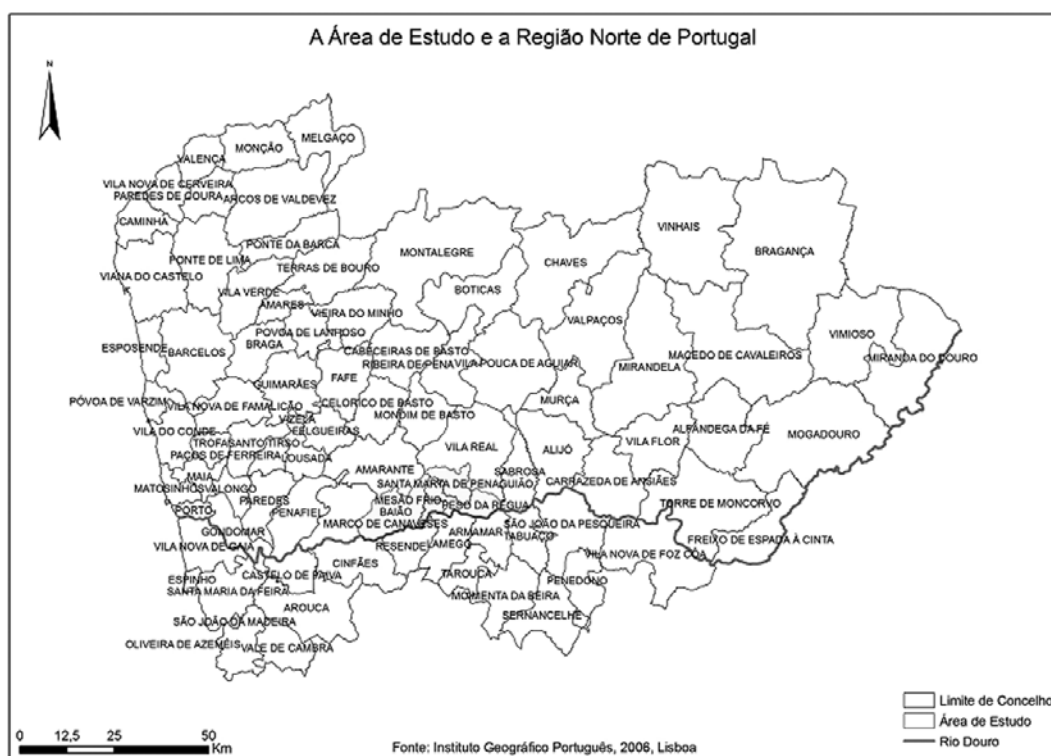 A Área de Estudo e a Região Norte de Portugal
N
MELGAÇO
MONÇÃO
VALENÇA
VILA NOVA DE CERVEIRA
PAREDES DE COURA
ARCOS DE VALDEVEZ
CAMINHA
PONTE DA BARCA
PONTE DE LIMA
TERRAS DE BOURO
VIANA DO CASTELO
VILA VERDE
AMARES
VIEIRA DO MINHO
MONTALEGRE
BOTICAS
CHAVES
VINHAIS
BRAGANÇA
VALPAÇOS
VIMIOSO
MIRANDA DO DOURO
MACEDO DE CAVALEIROS
MIRANDELA
ESPOSENDE
BARCELOS
BRAGA
POVOA DE LANHOSO
CABECEIRAS DE BASTO
RIBEIRA DE PENA
VILA POUCA DE AGUIAR
GUIMARÃES
FAFE
CELORICO DE BASTO
MONDIM DE BASTO
MURÇA
PÓVOA DE VARZIM
VILA NOVA DE FAMALICÃO
VIZELA
FELGUEIRAS
VILA DO CONDE
TROFA
SANTO TIRSO
PAÇOS DE FERREIRA
LOUSADA
VILA REAL
ALIJÓ
VILA FLOR
ALFÂNDEGA DA FÉ
MOGADOURO
AMARANTE
SABROSA
SANTA MARTA DE PENAGUIÃO
CARRAZEDA DE ANSIÃES
MAIA
MATOSINHOS
VALONGO
PAREDES
PORTO
PENAFIEL
MESÃO FRIO
BAIÃO
PESO DA RÉGUA
TORRE DE MONCORVO
MARCO DE CANAVESES
GONDOMAR
ARMAMAR
SÃO JOÃO DA PESQUEIRA
TABUAÇO
FREIXO DE ESPADA À CINTA
VILA NOVA DE GAIA
RESENDE
LAMEGO
VILA NOVA DE FOZ CÔA
CINFÃES
ESPINHO
CASTELO DE PAIVA
TAROUCA
PENEDONO
SANTA MARIA DA FEIRA
MOIMENTA DA BEIRA
AROUCA
SERNANCELHE
SÃO JOÃO DA MADEIRA
OLIVEIRA DE AZEMÉIS
VALE DE CAMBRA
Limite de Concelho
Área de Estudo
Rio Douro
0 12,5 25 50
Km
Fonte: Instituto Geográfico Português, 2006, Lisboa